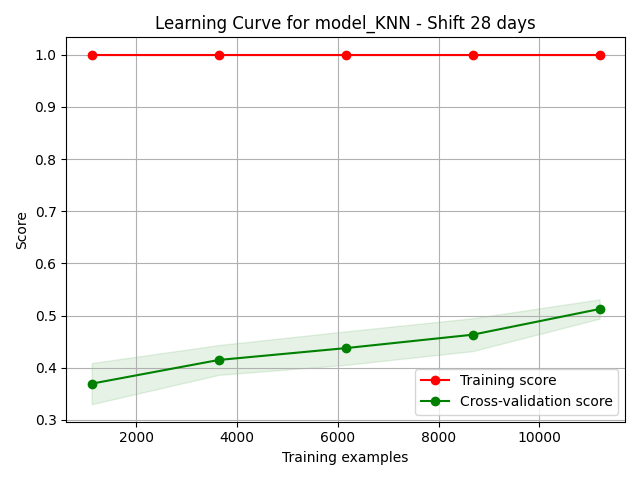 Learning Curve for model_KNN - Shift 28 days
Score
1.0
0.9
0.8
0.7
0.6
0.5
0.4
0.3
2000
4000
6000
8000
10000
Training examples
Training score
Cross-validation score